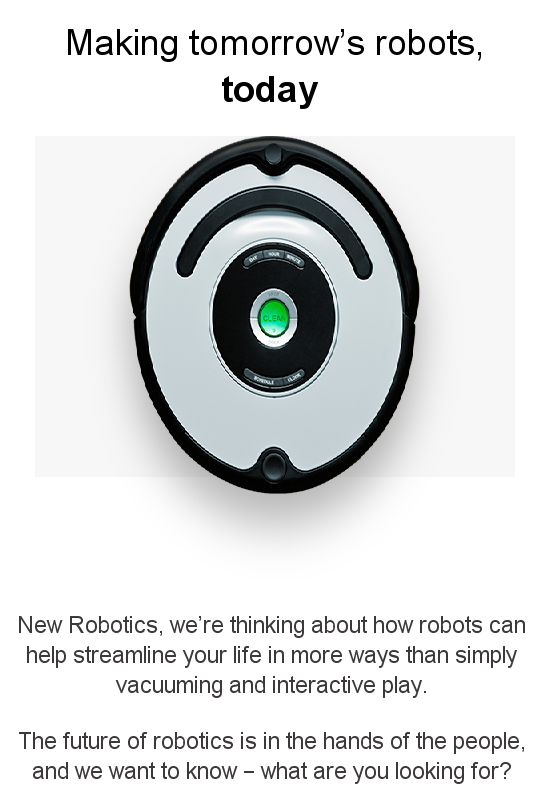 Making tomorrow’s robots,
today
DAY HOUR MINUTE
CLEAN
SCHEDULE CLOCK
New Robotics, we’re thinking about how robots can
help streamline your life in more ways than simply
vacuuming and interactive play.
The future of robotics is in the hands of the people,
and we want to know – what are you looking for?